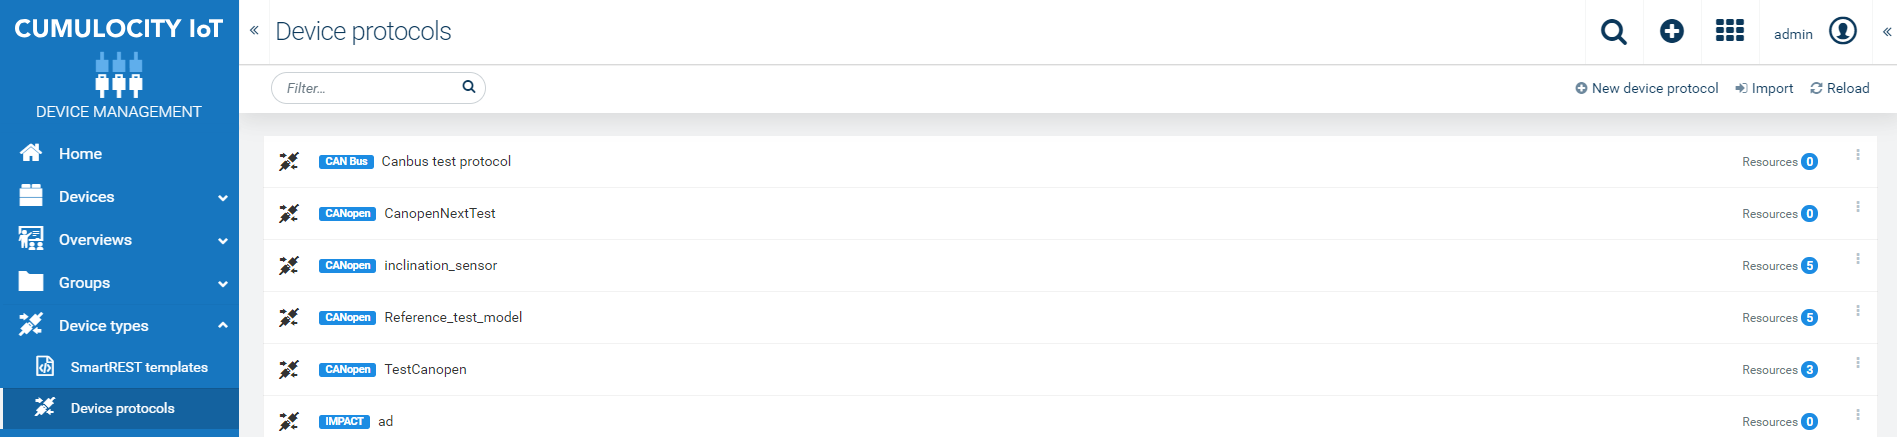 CUMULOCITY IoT
DEVICE MANAGEMENT
Home
Devices
Overviews
Groups
Device types
SmartREST templates
Device protocols
Device protocols
admin
Filter...
New device protocol
Import
Reload
CAN Bus Canbus test protocol Resources 0
CANopen CanopenNextTest Resources 0
CANopen inclination_sensor Resources 5
CANopen Reference_test_model Resources 5
CANopen TestCanopen Resources 3
IMPACT ad Resources 0